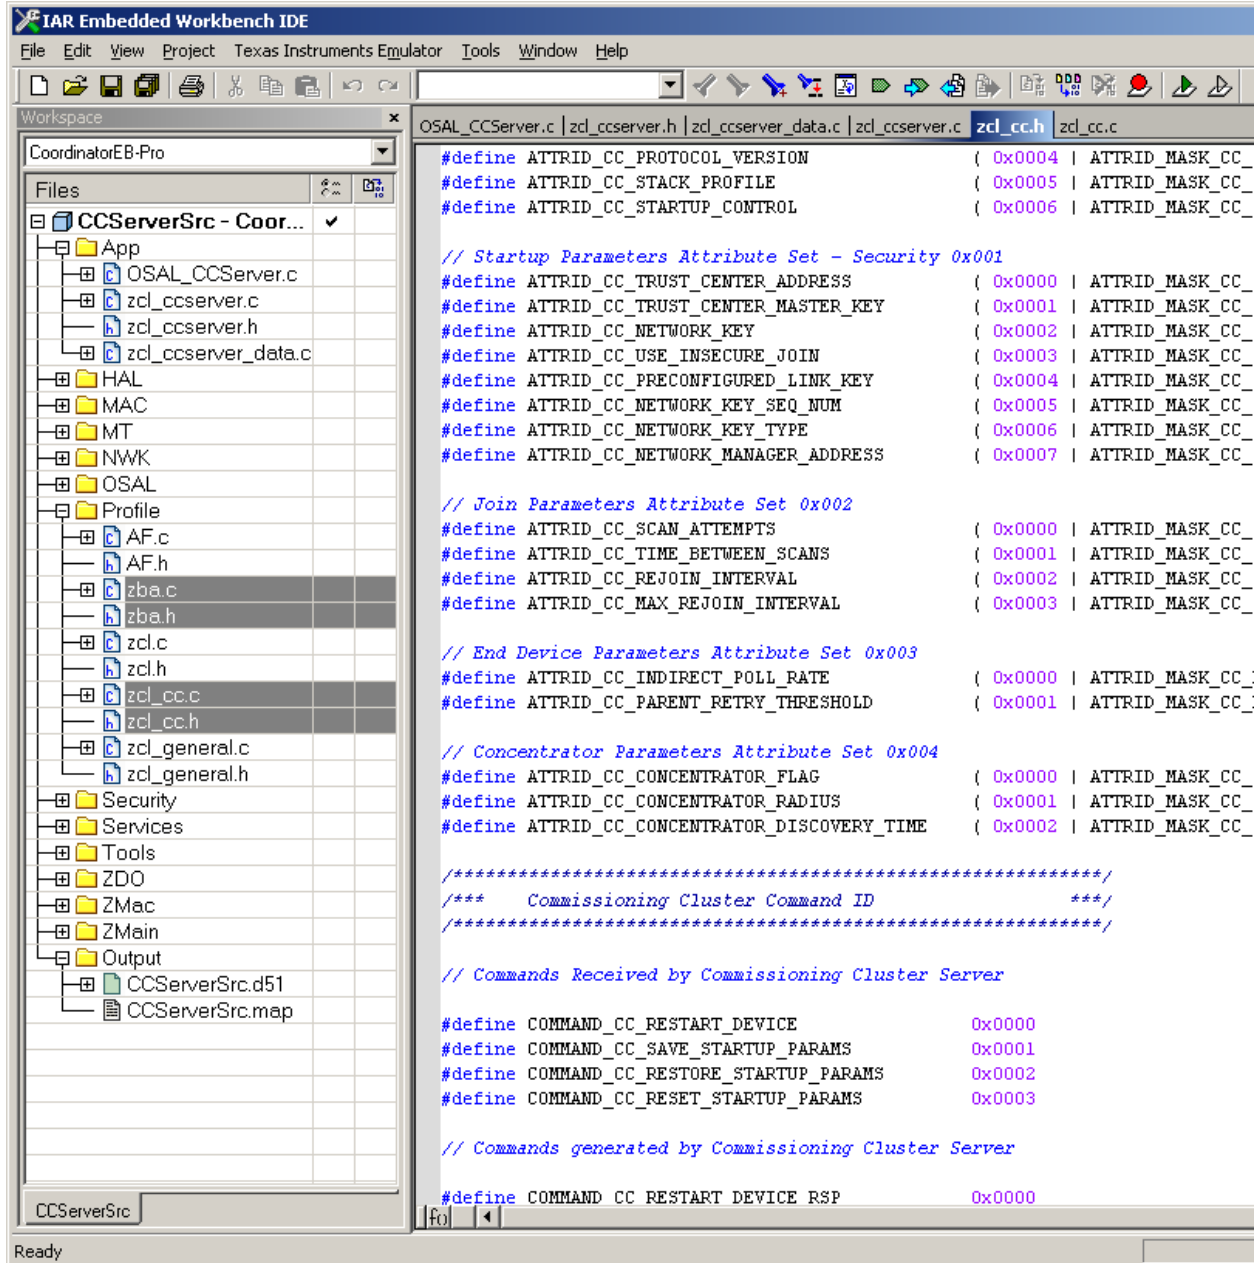 IAR Embedded Workbench IDE
File Edit View Project Texas Instruments Emulator Tools Window Help
Workspace
CoordinatorEB-Pro
Files
CCServerSrc - Coor...
App
OSAL_CCServer.c
zcl_ccserver.c
zcl_ccserver.h
zcl_ccserver_data.c
HAL
MAC
MT
NWK
OSAL
Profile
AF.c
AF.h
zba.c
zba.h
zcl.c
zcl.h
zcl_cc.c
zcl_cc.h
zcl_general.c
zcl_general.h
Security
Services
Tools
ZDO
ZMac
ZMain
Output
CCServerSrc.d51
CCServerSrc.map
CCServerSrc
OSAL_CCServer.c | zcl_ccserver.h | zcl_ccserver_data.c | zcl_ccserver.c zcl_cc.h zcl_cc.c
#define ATTRID_CC_PROTOCOL_VERSION ( 0x0004 | ATTRID_MASK_CC_
#define ATTRID_CC_STACK_PROFILE ( 0x0005 | ATTRID_MASK_CC_
#define ATTRID_CC_STARTUP_CONTROL ( 0x0006 | ATTRID_MASK_CC_
// Startup Parameters Attribute Set - Security 0x001
#define ATTRID_CC_TRUST_CENTER_ADDRESS ( 0x0000 | ATTRID_MASK_CC_
#define ATTRID_CC_TRUST_CENTER_MASTER_KEY ( 0x0001 | ATTRID_MASK_CC_
#define ATTRID_CC_NETWORK_KEY ( 0x0002 | ATTRID_MASK_CC_
#define ATTRID_CC_USE_INSECURE_JOIN ( 0x0003 | ATTRID_MASK_CC_
#define ATTRID_CC_PRECONFIGURED_LINK_KEY ( 0x0004 | ATTRID_MASK_CC_
#define ATTRID_CC_NETWORK_KEY_SEQ_NUM ( 0x0005 | ATTRID_MASK_CC_
#define ATTRID_CC_NETWORK_KEY_TYPE ( 0x0006 | ATTRID_MASK_CC_
#define ATTRID_CC_NETWORK_MANAGER_ADDRESS ( 0x0007 | ATTRID_MASK_CC_
// Join Parameters Attribute Set 0x002
#define ATTRID_CC_SCAN_ATTEMPTS ( 0x0000 | ATTRID_MASK_CC_
#define ATTRID_CC_TIME_BETWEEN_SCANS ( 0x0001 | ATTRID_MASK_CC_
#define ATTRID_CC_REJOIN_INTERVAL ( 0x0002 | ATTRID_MASK_CC_
#define ATTRID_CC_MAX_REJOIN_INTERVAL ( 0x0003 | ATTRID_MASK_CC_
// End Device Parameters Attribute Set 0x003
#define ATTRID_CC_INDIRECT_POLL_RATE ( 0x0000 | ATTRID_MASK_CC_
#define ATTRID_CC_PARENT_RETRY_THRESHOLD ( 0x0001 | ATTRID_MASK_CC_
// Concentrator Parameters Attribute Set 0x004
#define ATTRID_CC_CONCENTRATOR_FLAG ( 0x0000 | ATTRID_MASK_CC_
#define ATTRID_CC_CONCENTRATOR_RADIUS ( 0x0001 | ATTRID_MASK_CC_
#define ATTRID_CC_CONCENTRATOR_DISCOVERY_TIME ( 0x0002 | ATTRID_MASK_CC_
/************************************************************/
/*** Commissioning Cluster Command ID ***/
/************************************************************/
// Commands Received by Commissioning Cluster Server
#define COMMAND_CC_RESTART_DEVICE 0x0000
#define COMMAND_CC_SAVE_STARTUP_PARAMS 0x0001
#define COMMAND_CC_RESTORE_STARTUP_PARAMS 0x0002
#define COMMAND_CC_RESET_STARTUP_PARAMS 0x0003
// Commands generated by Commissioning Cluster Server
#define COMMAND_CC_RESTART_DEVICE_RSP 0x0000
f()
Ready